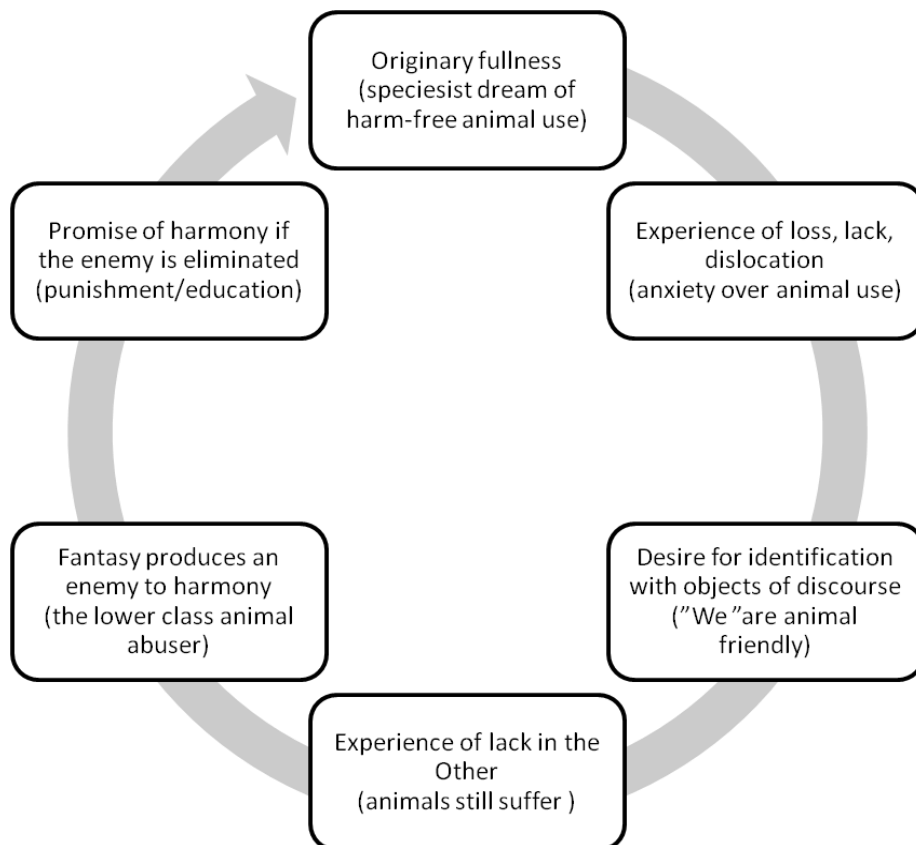 Originary fullness
(speciesist dream of
harm-free animal use)
Experience of loss, lack,
dislocation
(anxiety over animal use)
Desire for identification
with objects of discourse
(”We”are animal
friendly)
Experience of lack in the
Other
(animals still suffer )
Fantasy produces an
enemy to harmony
(the lower class animal
abuser)
Promise of harmony if
the enemy is eliminated
(punishment/education)